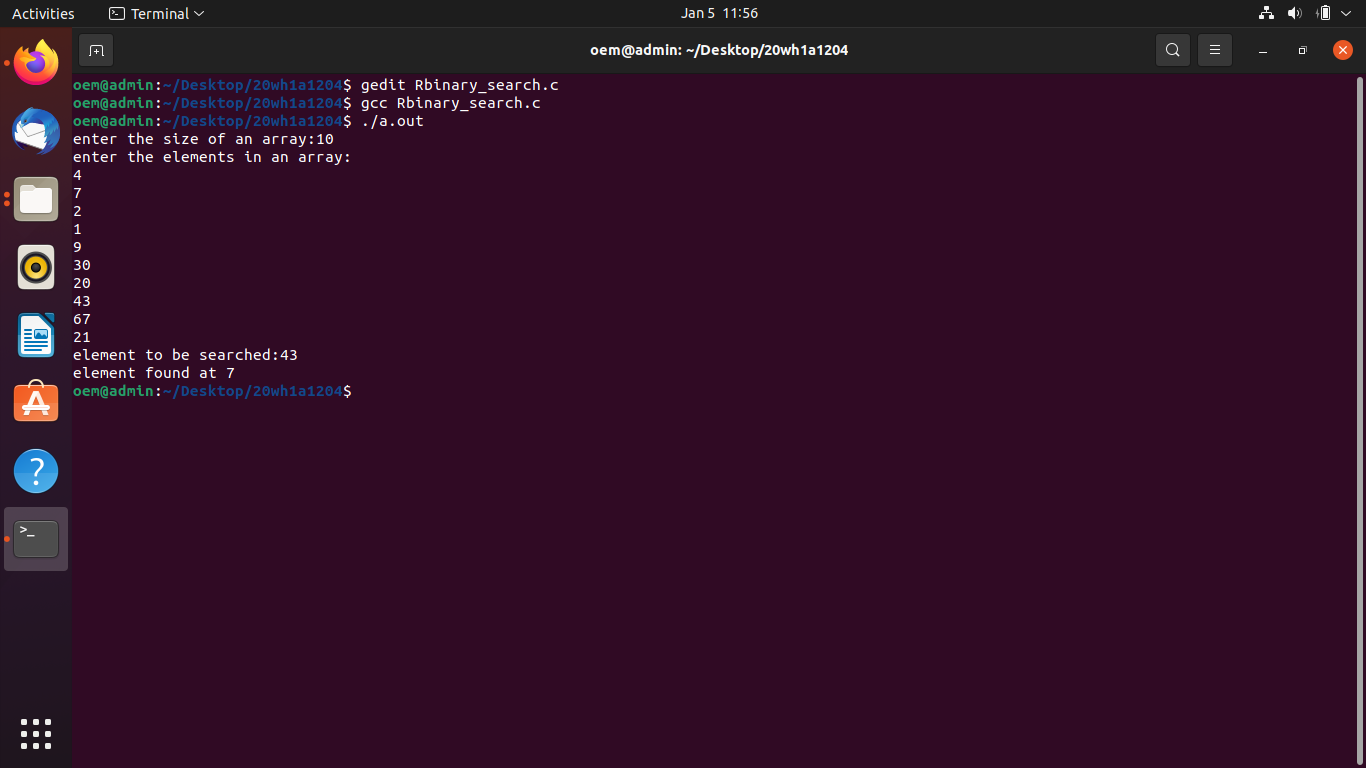 Activities
Terminal
Jan 5 11:56
oem@admin: ~/Desktop/20wh1a1204
oem@admin:~/Desktop/20wh1a1204$ gedit Rbinary_search.c
oem@admin:~/Desktop/20wh1a1204$ gcc Rbinary_search.c
oem@admin:~/Desktop/20wh1a1204$ ./a.out
enter the size of an array:10
enter the elements in an array:
4
7
2
1
9
30
20
43
67
21
element to be searched:43
element found at 7
oem@admin:~/Desktop/20wh1a1204$